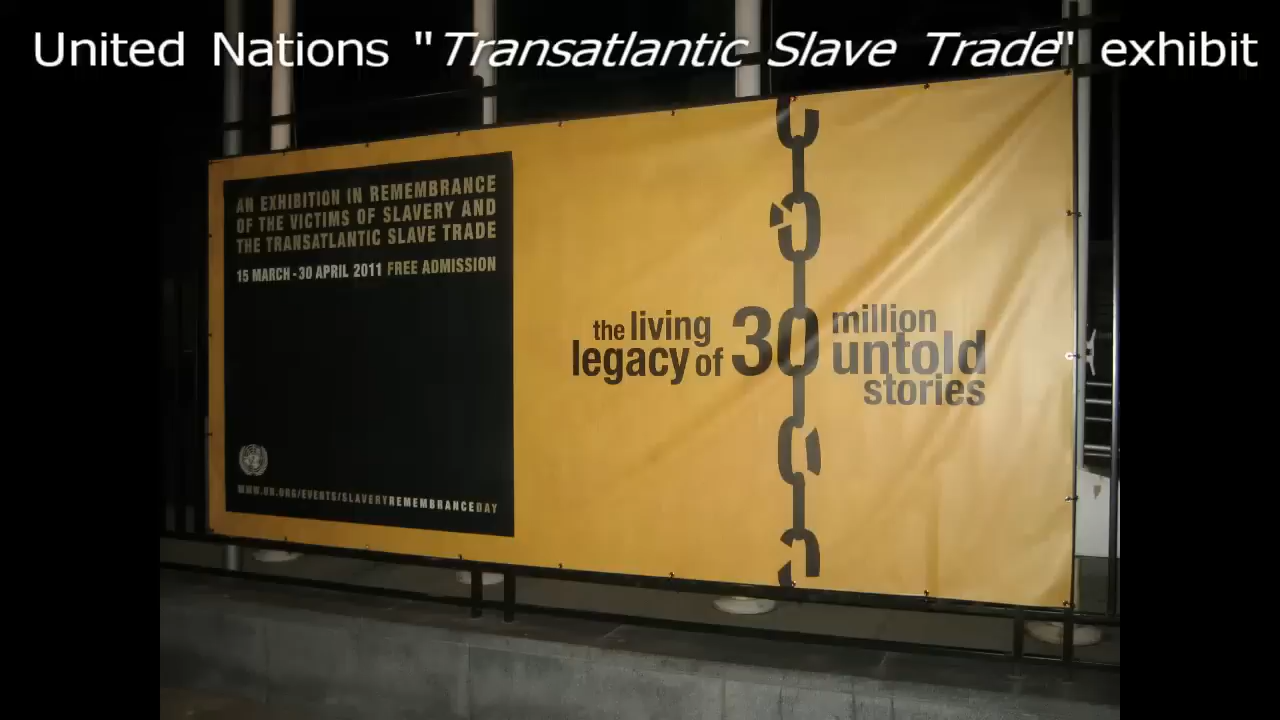 United Nations "Transatlantic Slave Trade" exhibit
AN EXHIBITION IN REMEMBRANCE
OF THE VICTIMS OF SLAVERY AND
THE TRANSATLANTIC SLAVE TRADE
15 MARCH - 30 APRIL 2011 FREE ADMISSION
WWW.UN.ORG/EVENTS/SLAVERYREMEMBRANCEDAY
the living
legacy of 30 million
untold
stories